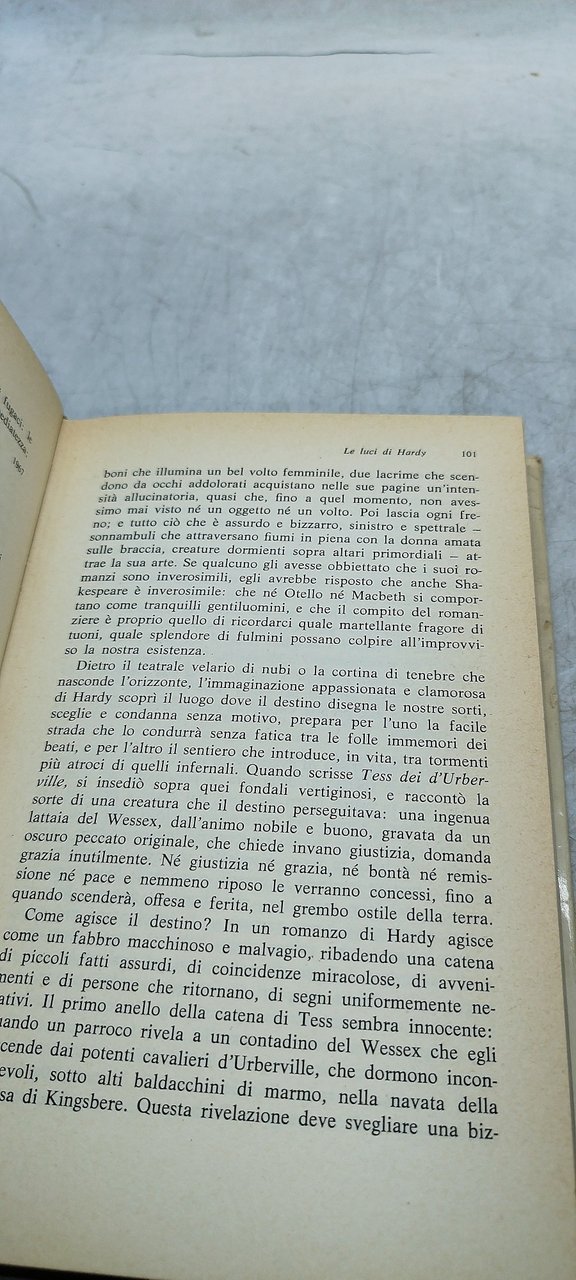 fugaci: le
ediatezza:
1967
Le luci di Hardy 101
boni che illumina un bel volto femminile, due lacrime che scen-
dono da occhi addolorati acquistano nelle sue pagine un'inten-
sità allucinatoria, quasi che, fino a quel momento, non aves-
simo mai visto né un oggetto né un volto. Poi lascia ogni fre-
no; e tutto ciò che è assurdo e bizzarro, sinistro e spettrale —
sonnambuli che attraversano fiumi in piena con la donna amata
sulle braccia, creature dormienti sopra altari primordiali — at-
trae la sua arte. Se qualcuno gli avesse obbiettato che i suoi ro-
manzi sono inverosimili, egli avrebbe risposto che anche Sha-
kespeare è inverosimile: che né Otello né Macbeth si compor-
tano come tranquilli gentiluomini, e che il compito del roman-
ziere è proprio quello di ricordarci quale martellante fragore di
tuoni, quale splendore di fulmini possano colpire all'improvvi-
so la nostra esistenza.
Dietro il teatrale velario di nubi o la cortina di tenebre che
nasconde l'orizzonte, l'immaginazione appassionata e clamorosa
di Hardy scoprì il luogo dove il destino disegna le nostre sorti,
sceglie e condanna senza motivo, prepara per l'uno la facile
strada che lo condurrà senza fatica tra le folle immemori dei
beati, e per l'altro il sentiero che introduce, in vita, tra tormenti
più atroci di quelli infernali. Quando scrisse Tess dei d'Urber-
ville, si insediò sopra quei fondali vertiginosi, e raccontò la
sorte di una creatura che il destino perseguitava: una ingenua
lattaia del Wessex, dall'animo nobile e buono, gravata da un
oscuro peccato originale, che chiede invano giustizia, domanda
grazia inutilmente. Né giustizia né grazia, né bontà né remis-
sione né pace e nemmeno riposo le verranno concessi, fino a
quando scenderà, offesa e ferita, nel grembo ostile della terra.
Come agisce il destino? In un romanzo di Hardy agisce
come un fabbro macchinoso e malvagio, ribadendo una catena
di piccoli fatti assurdi, di coincidenze miracolose, di avveni-
menti e di persone che ritornano, di segni uniformemente ne-
ativi. Il primo anello della catena di Tess sembra innocente:
uando un parroco rivela a un contadino del Wessex che egli
cende dai potenti cavalieri d'Urberville, che dormono incon-
evoli, sotto alti baldacchini di marmo, nella navata della
sa di Kingsbere. Questa rivelazione deve svegliare una biz-